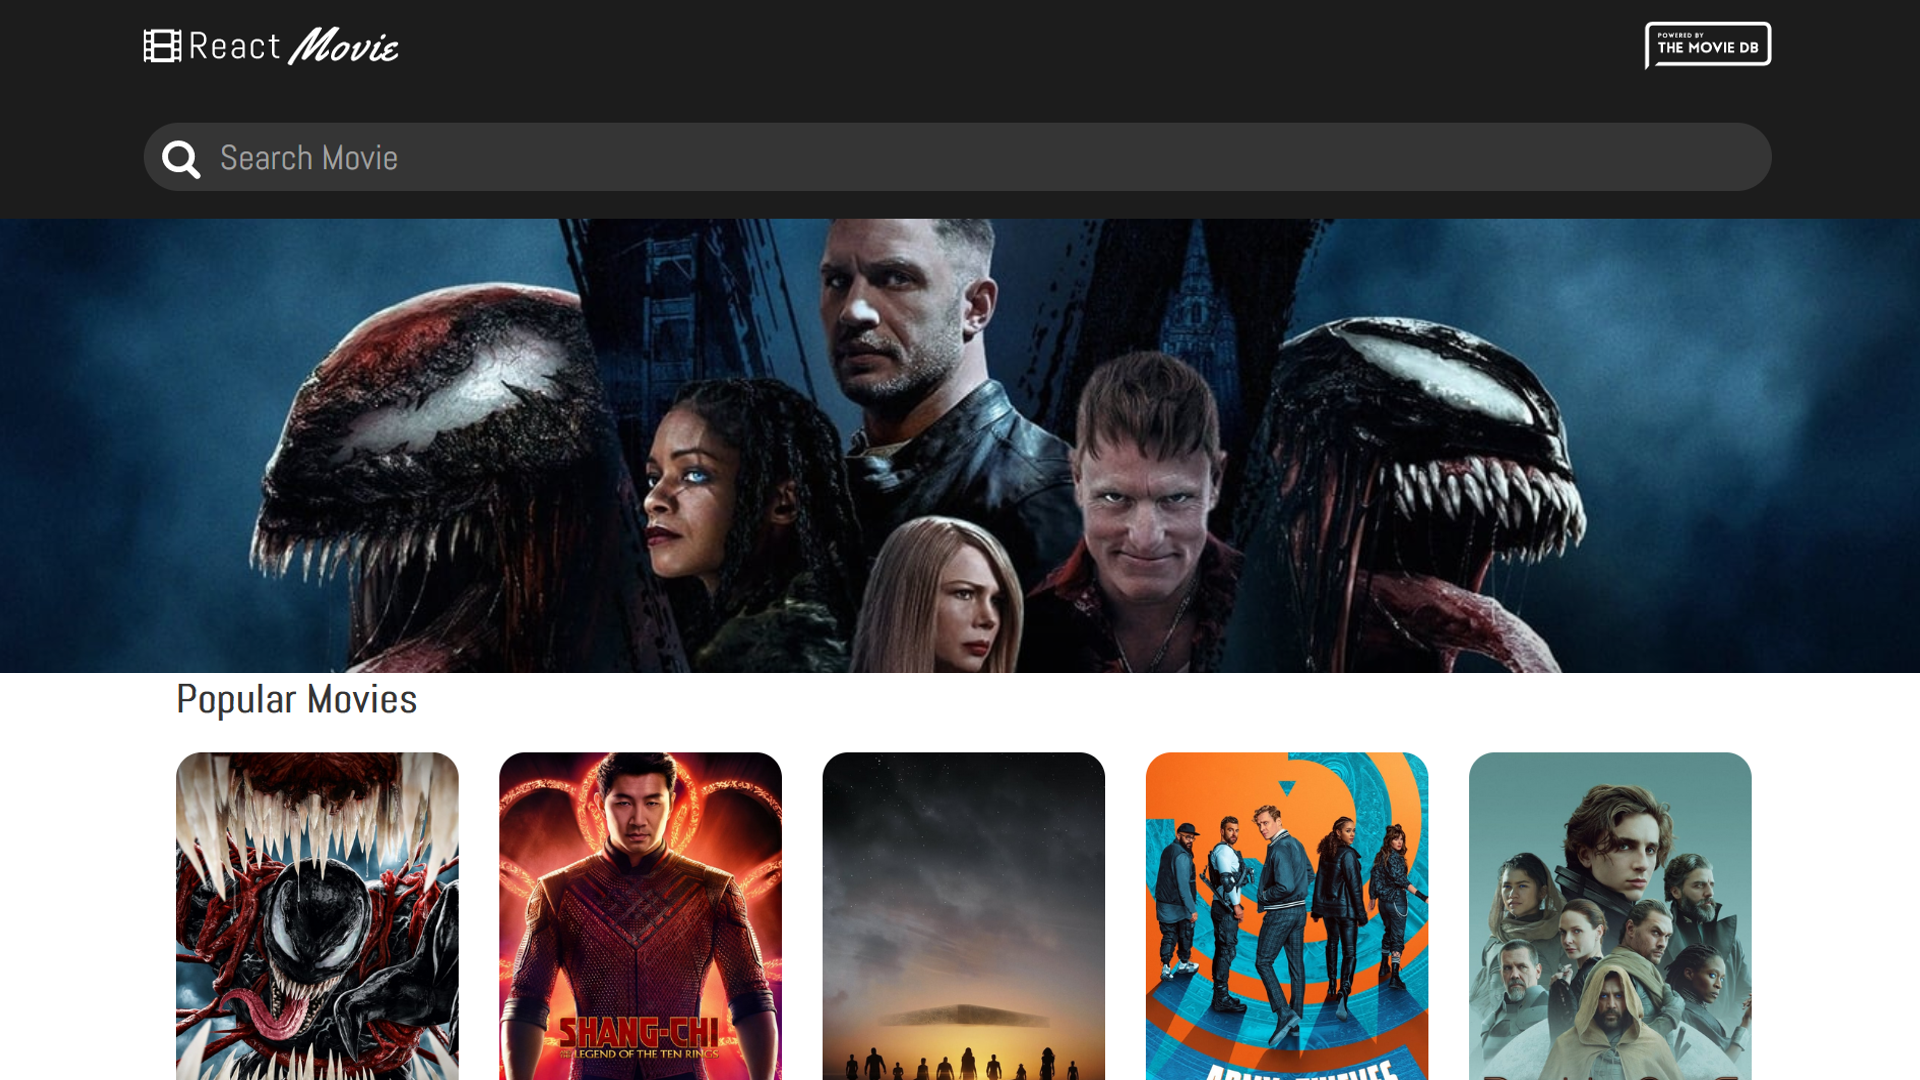 React Movie
POWERED BY
THE MOVIE DB
Search Movie
Popular Movies
SHANG-CHI
AND THE LEGEND OF THE TEN RINGS